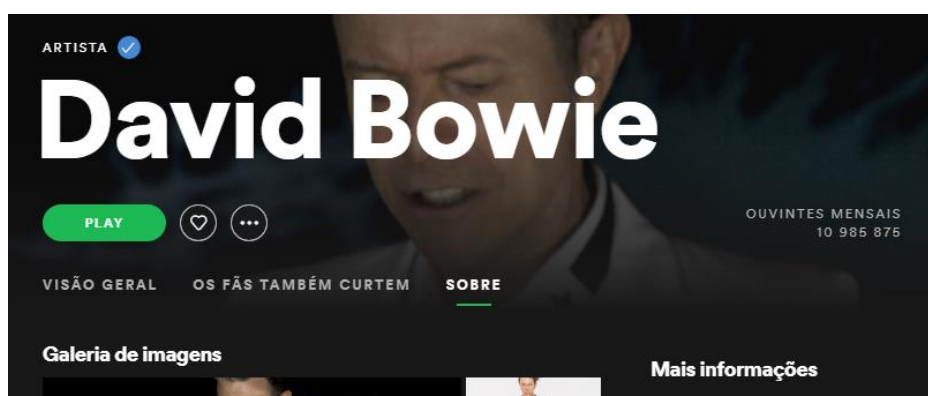 ARTISTA
David Bowie
PLAY
OUVINTES MENSAIS
10 985 875
VISÃO GERAL OS FÃS TAMBÉM CURTEM SOBRE
Galeria de imagens
Mais informações